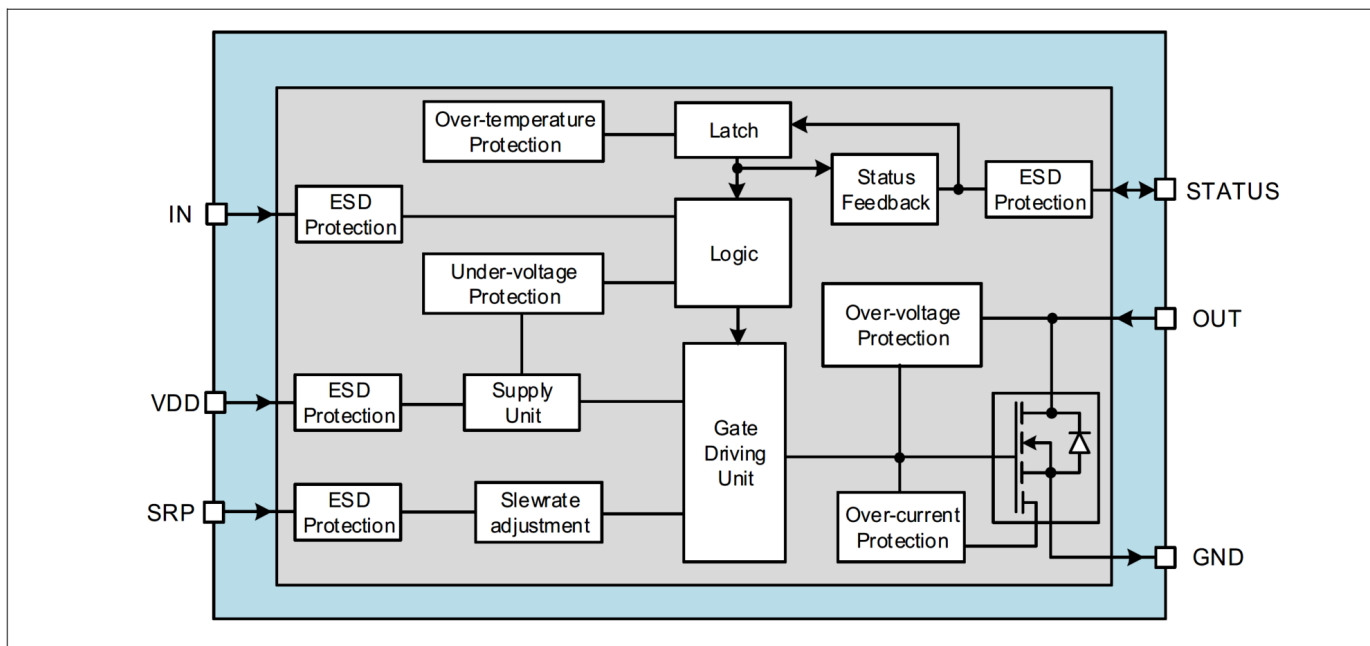 Over-temperature
Protection
Latch
Status
Feedback
ESD
Protection
STATUS
IN
ESD
Protection
Logic
Under-voltage
Protection
Over-voltage
Protection
OUT
VDD
ESD
Protection
Supply
Unit
Gate
Driving
Unit
SRP
ESD
Protection
Slewrate
adjustment
Over-current
Protection
GND